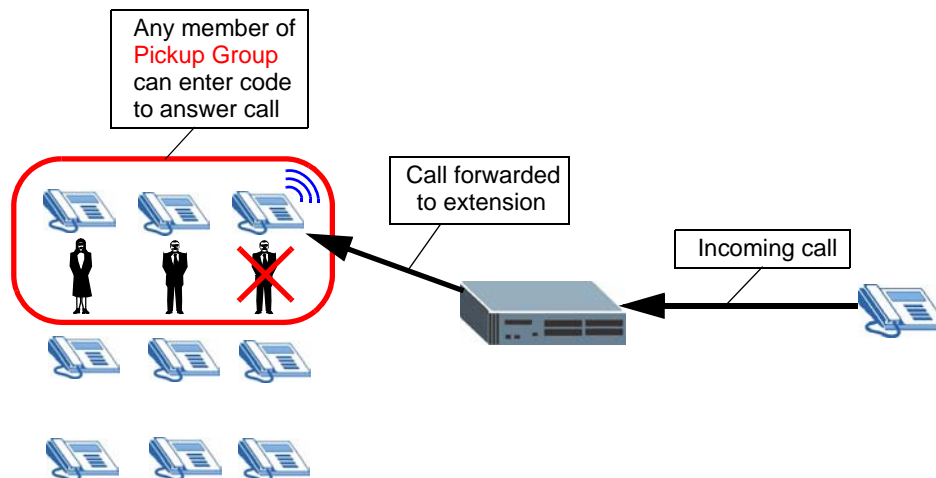 Any member of
Pickup Group
can enter code
to answer call
Call forwarded
to extension
Incoming call